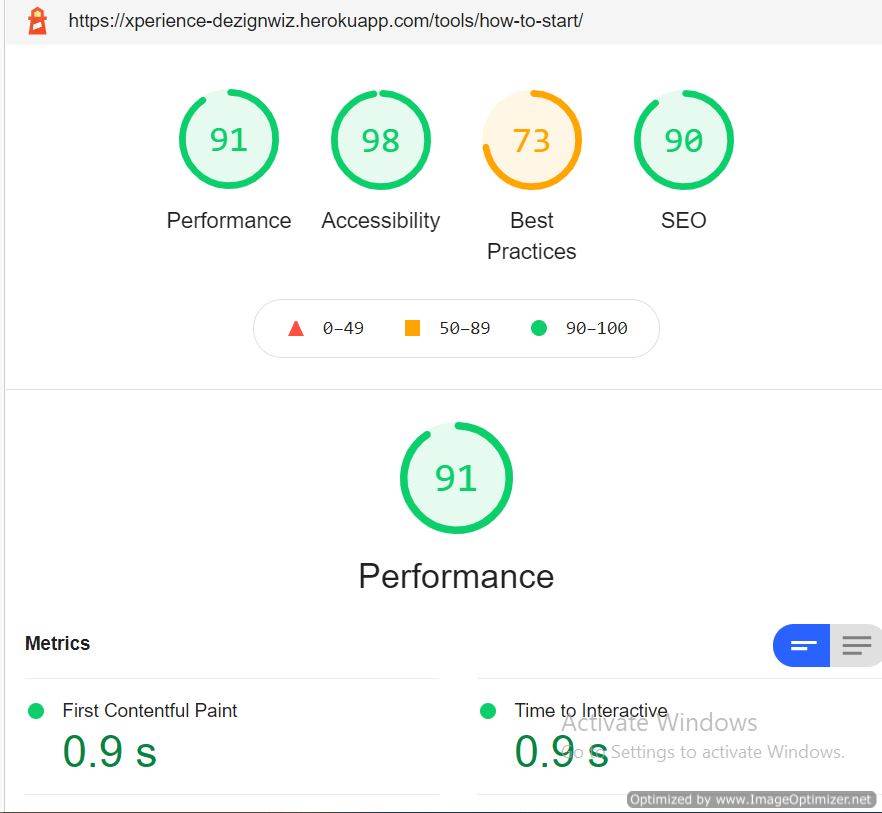 https://xperience-dezignwiz.herokuapp.com/tools/how-to-start/
91 98 73 90
Performance Accessibility Best Practices SEO
0–49 50–89 90–100
91
Performance
Metrics
First Contentful Paint
0.9 s
Time to Interactive
0.9 s
Activate Windows
Go to Settings to activate Windows.
Optimized by www.ImageOptimizer.net